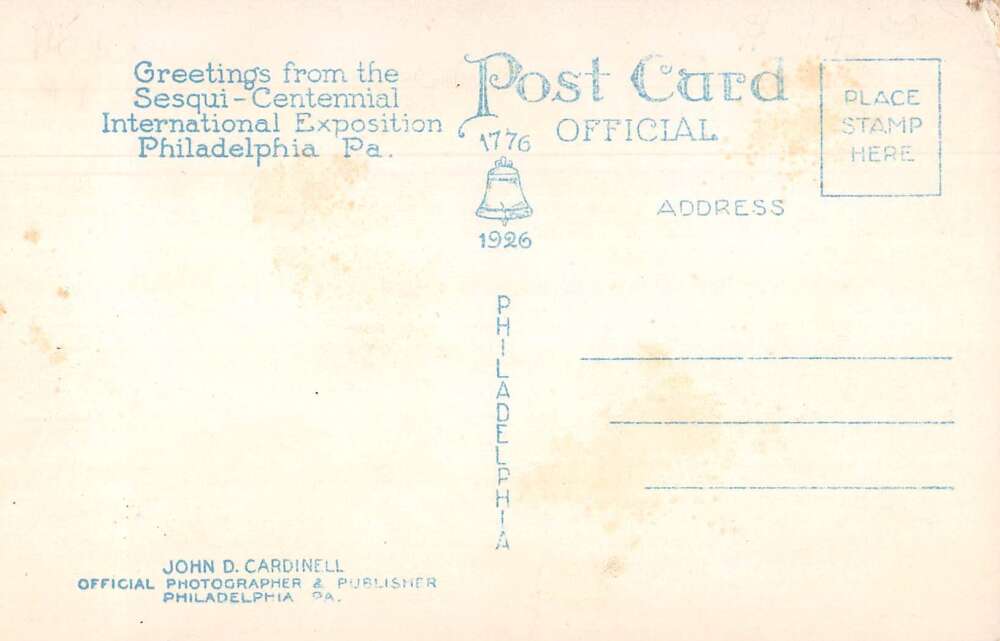 Greetings from the
Sesqui-Centennial
International Exposition
Philadelphia Pa.
Post Card
OFFICIAL
1776
1926
PLACE
STAMP
HERE
ADDRESS
PHILADELPHIA
JOHN D. CARDINELL
OFFICIAL PHOTOGRAPHER & PUBLISHER
PHILADELPHIA PA.